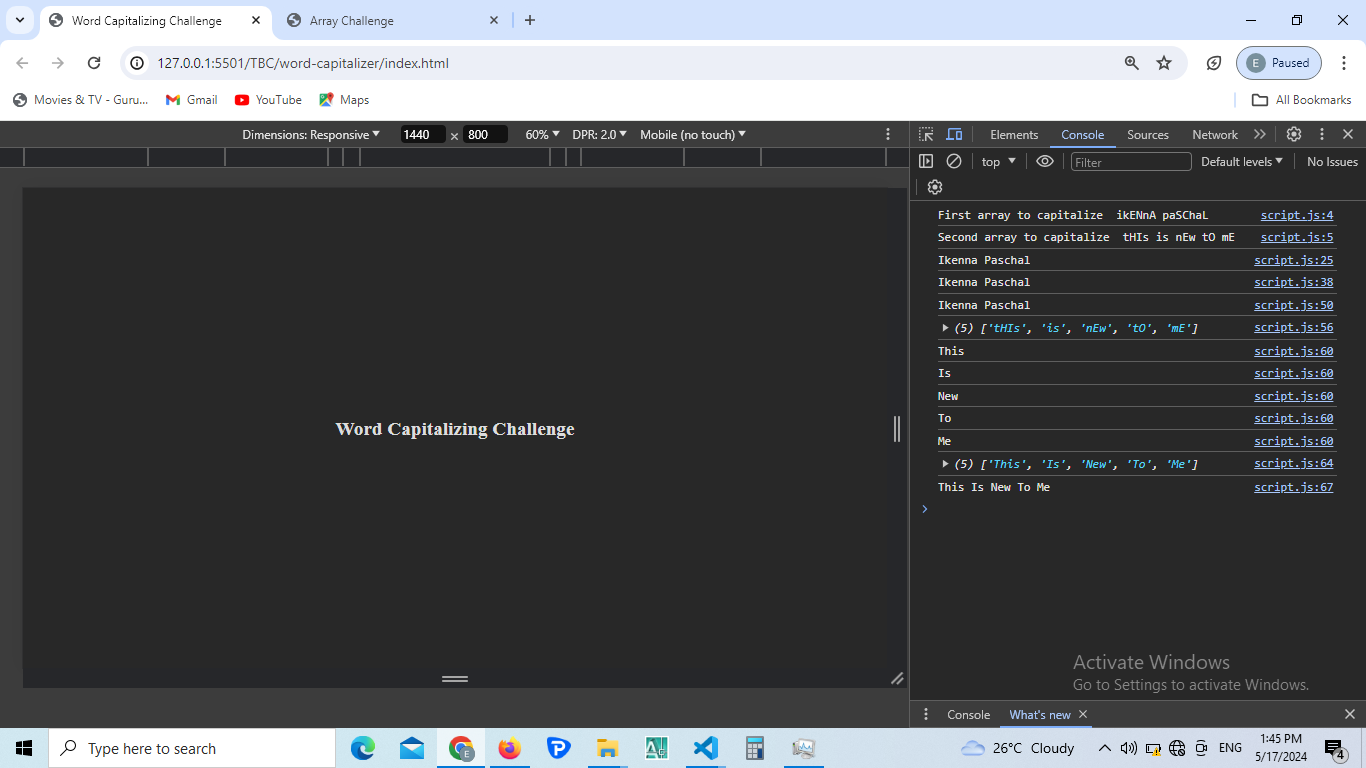 Word Capitalizing Challenge
Array Challenge
127.0.0.1:5501/TBC/word-capitalizer/index.html
E Paused
Movies & TV - Guru...
Gmail
YouTube
Maps
All Bookmarks
Dimensions: Responsive 1440 × 800 60% DPR: 2.0 Mobile (no touch)
Elements Console Sources Network
top Filter Default levels No Issues
First array to capitalize ikENnA paSChaL script.js:4
Second array to capitalize tHIs is nEw tO mE script.js:5
Ikenna Paschal script.js:25
Ikenna Paschal script.js:38
Ikenna Paschal script.js:50
(5) ['tHIs', 'is', 'nEw', 'tO', 'mE'] script.js:56
This script.js:60
Is script.js:60
New script.js:60
To script.js:60
Me script.js:60
(5) ['This', 'Is', 'New', 'To', 'Me'] script.js:64
This Is New To Me script.js:67
Word Capitalizing Challenge
Activate Windows
Go to Settings to activate Windows.
Console What's new
Type here to search
E
26°C Cloudy
ENG
1:45 PM
5/17/2024
4